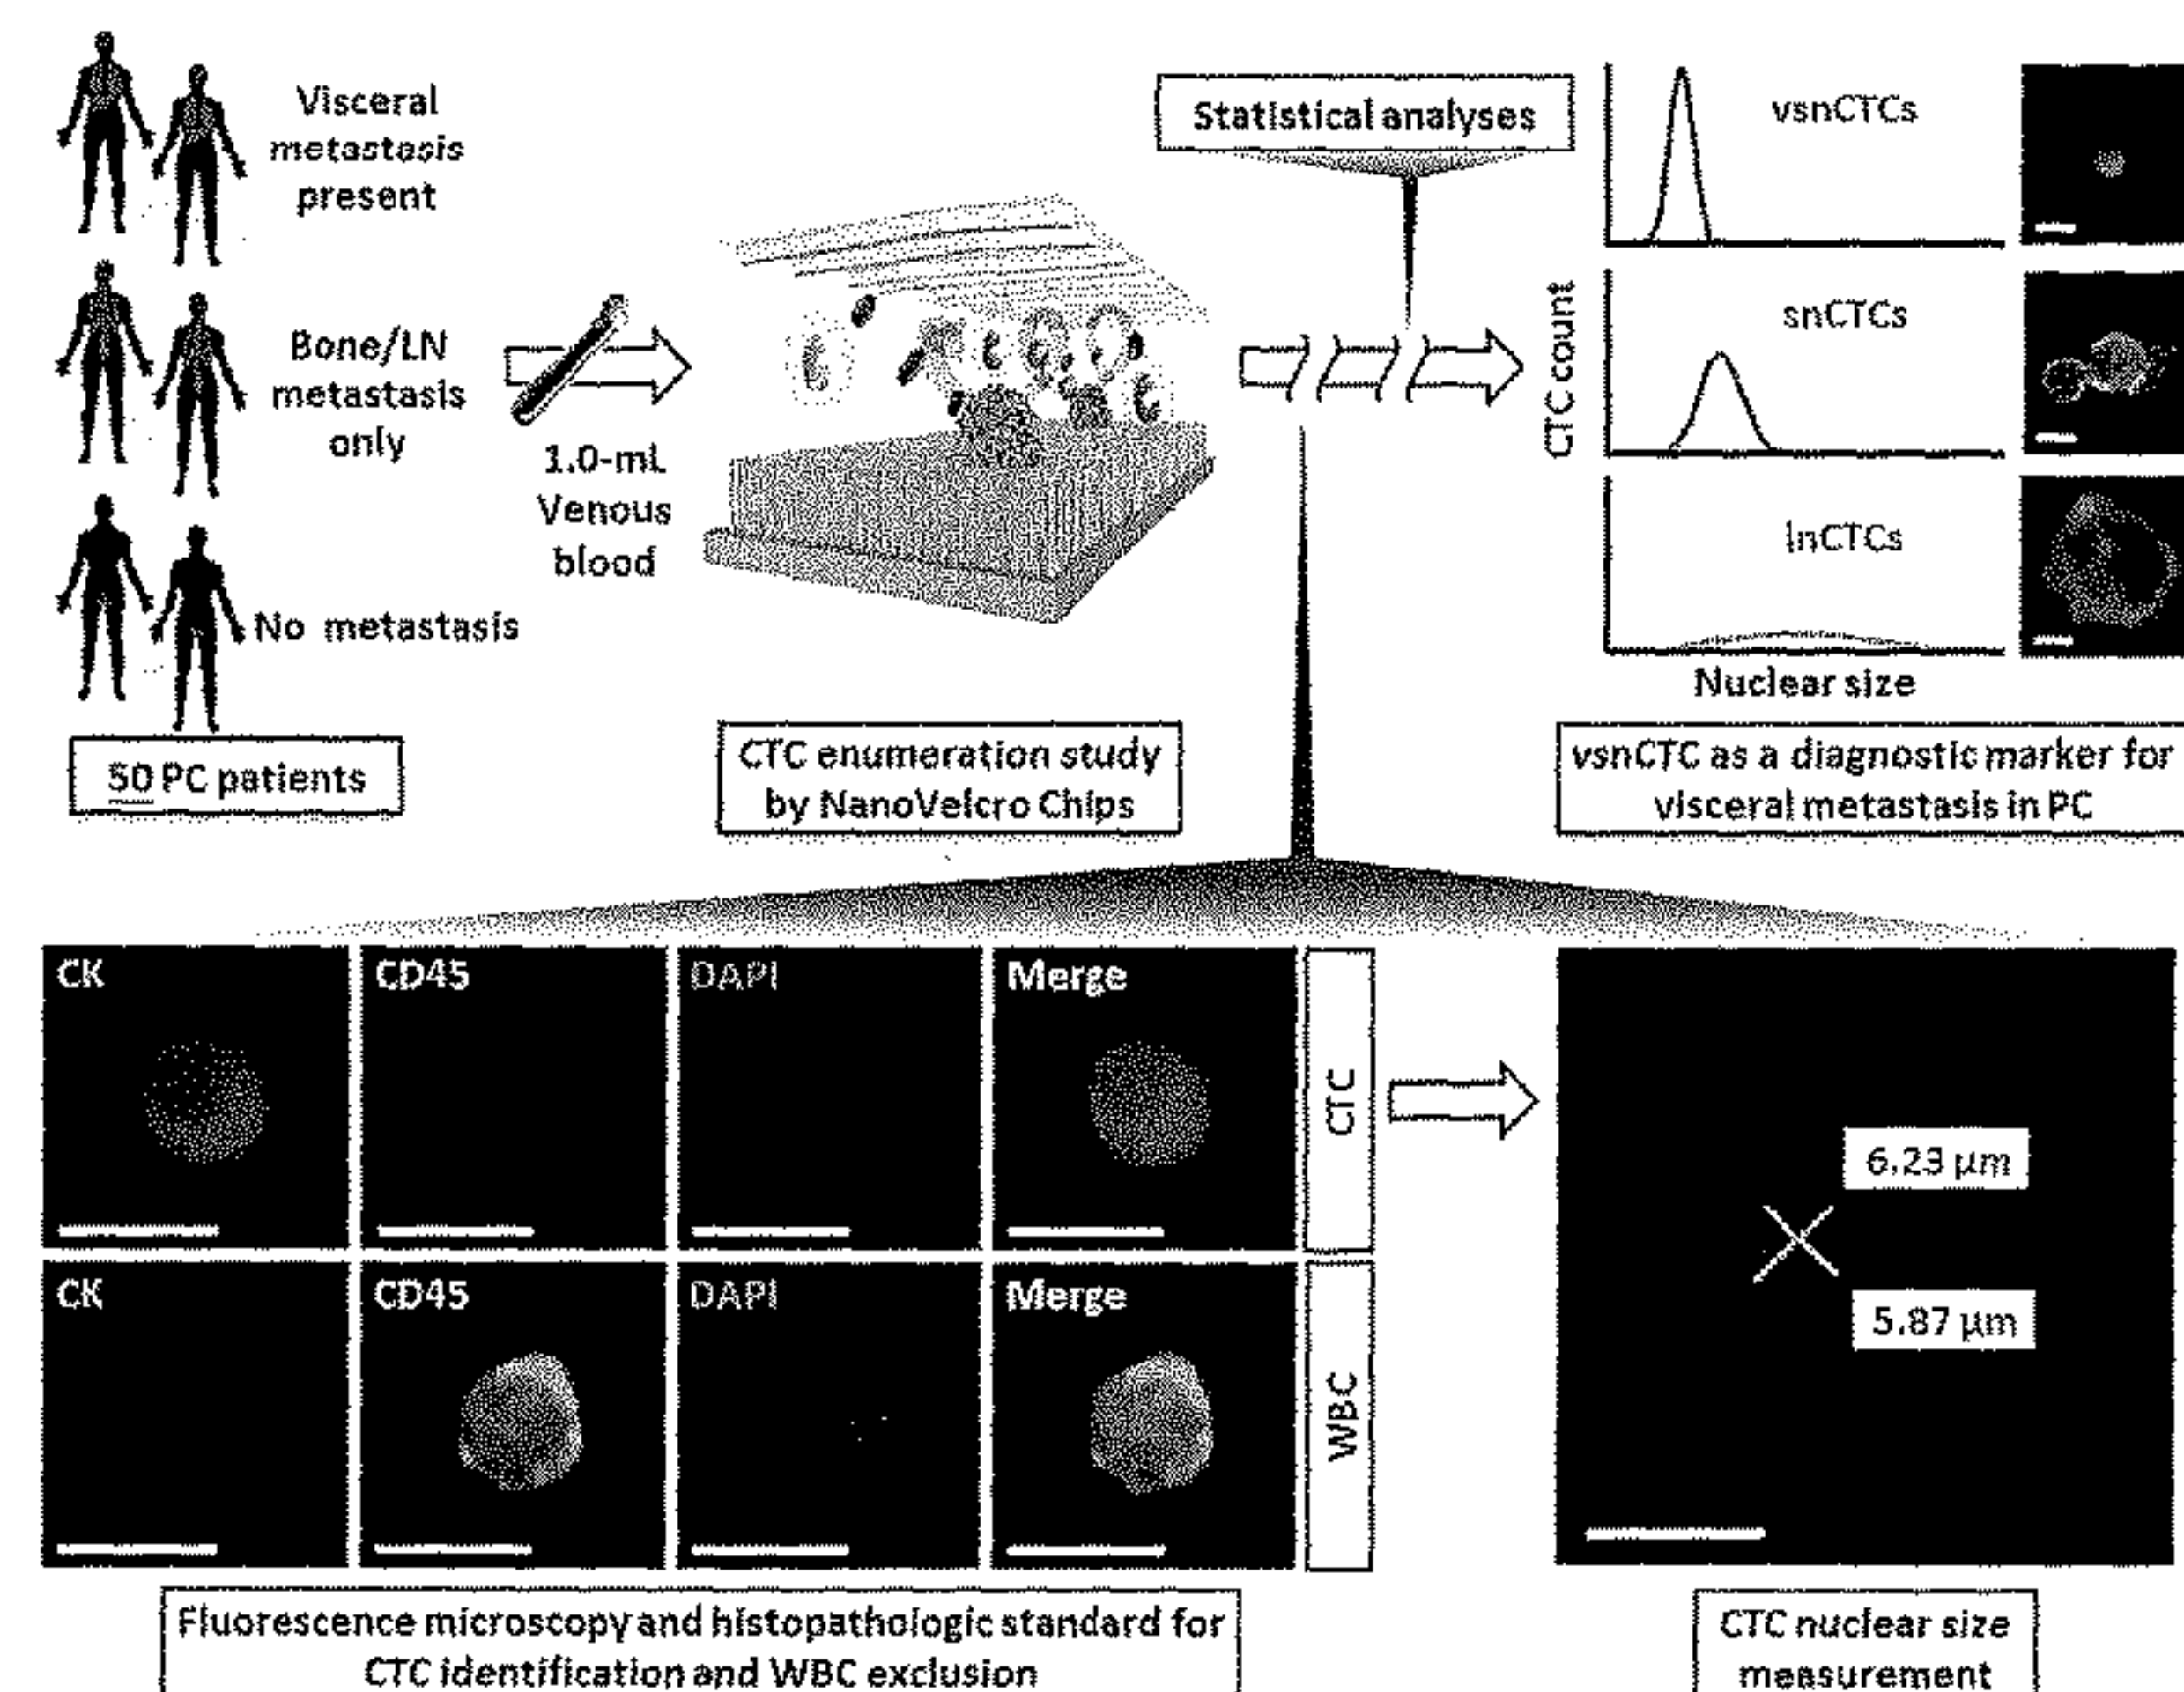 Visceral
metastasis
present
Bone/LN
metastasis
only
No metastasis
50 PC patients
1.0-mL
Venous
blood
CTC enumeration study
by NanoVelcro Chips
Statistical analyses
CTC count
vsnCTCs
snCTCs
lnCTCs
Nuclear size
vsnCTC as a diagnostic marker for
visceral metastasis in PC
CK
CD45
DAPI
Merge
CTC
CK
CD45
DAPI
Merge
WBC
6.23 µm
5.87 µm
Fluorescence microscopy and histopathologic standard for
CTC identification and WBC exclusion
CTC nuclear size
measurement